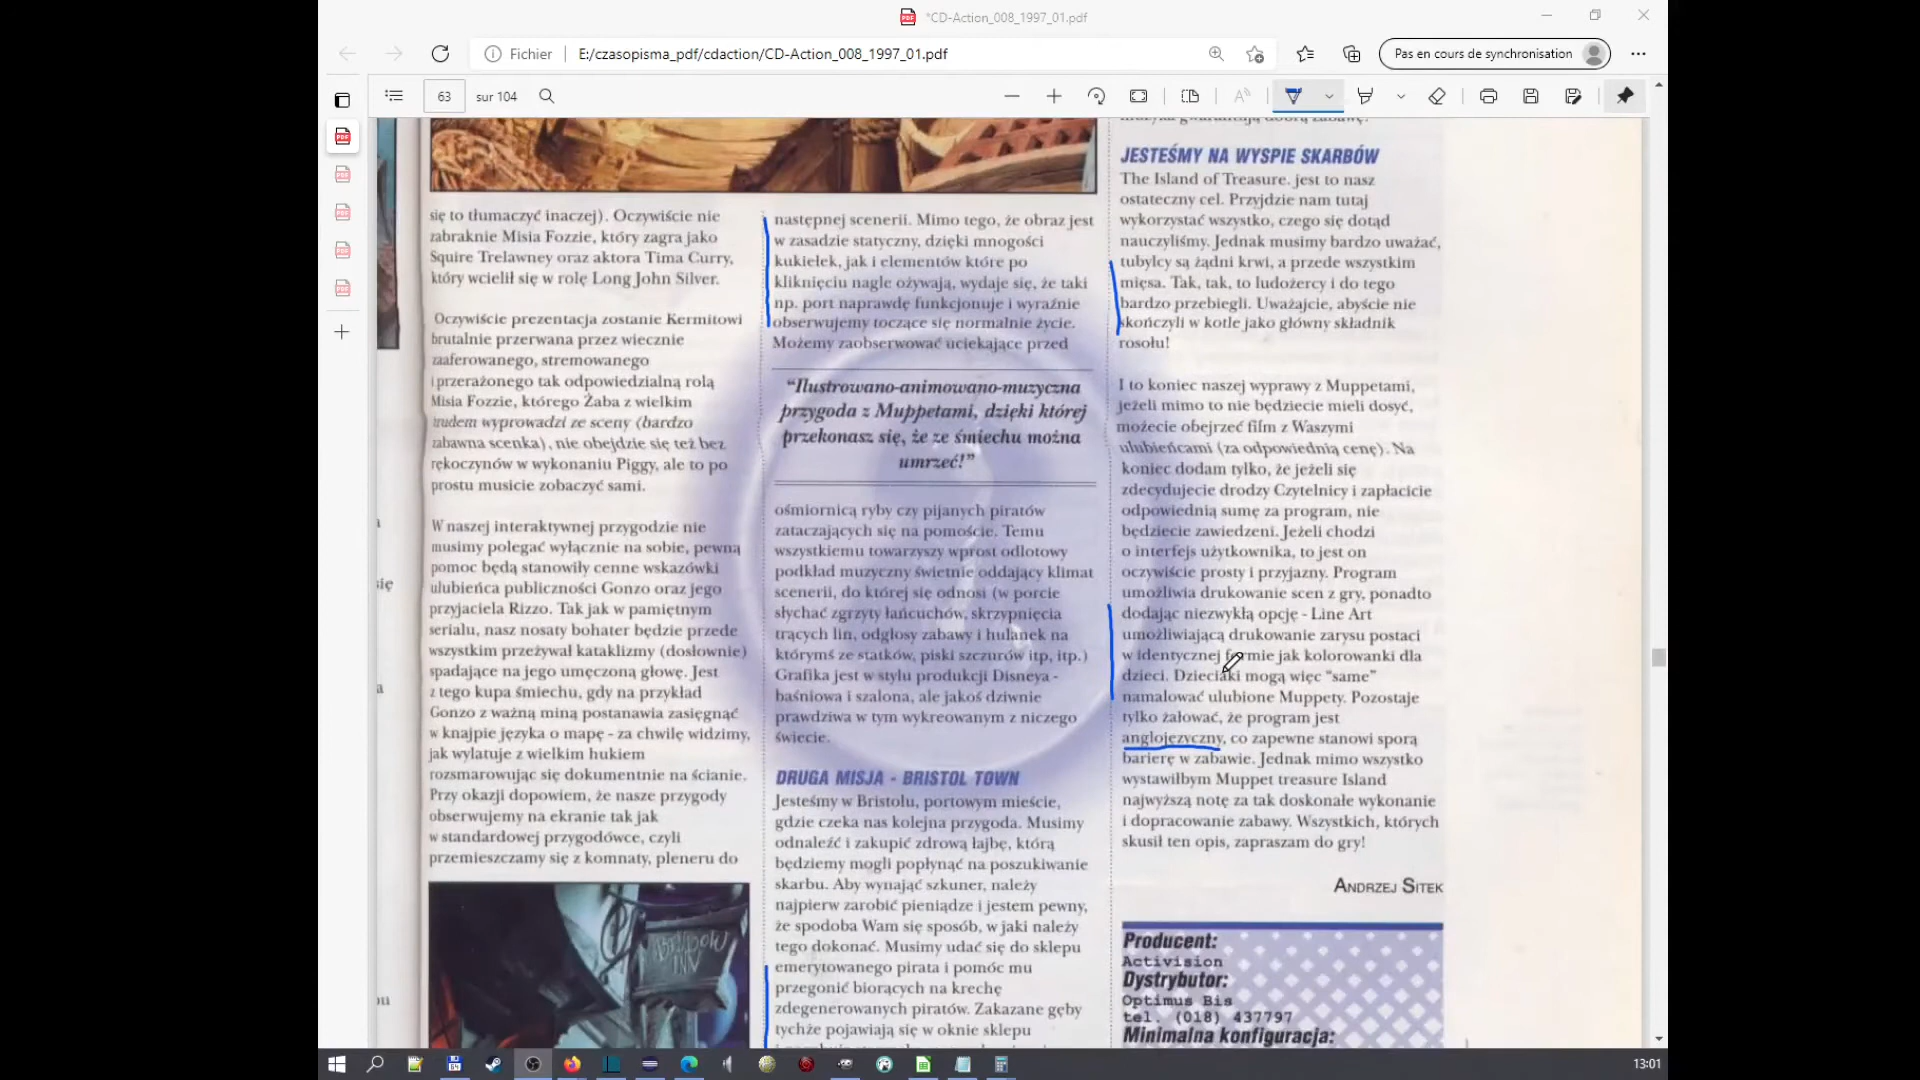 *CD-Action_008_1997_01.pdf
Fichier
E:/czasopisma_pdf/cdaction/CD-Action_008_1997_01.pdf
Pas en cours de synchronisation
63
sur 104
się to tłumaczyć inaczej). Oczywiście nie
zabraknie Misia Fozzie, który zagra jako
Squire Trelawney oraz aktora Tima Curry,
który wcielił się w rolę Long John Silver.
Oczywiście prezentacja zostanie Kermitowi
brutalnie przerwana przez wiecznie
zaaferowanego, stremowanego
i przerażonego tak odpowiedzialną rolą
Misia Fozzie, którego Żaba z wielkim
trudem wyprowadzi ze sceny (bardzo
zabawna scenka), nie obejdzie się też bez
rękoczynów w wykonaniu Piggy, ale to po
prostu musicie zobaczyć sami.
W naszej interaktywnej przygodzie nie
musimy polegać wyłącznie na sobie, pewną
pomoc będą stanowiły cenne wskazówki
ulubieńca publiczności Gonzo oraz jego
przyjaciela Rizzo. Tak jak w pamiętnym
serialu, nasz nosaty bohater będzie przede
wszystkim przeżywał kataklizmy (dosłownie)
spadające na jego umęczoną głowę. Jest
z tego kupa śmiechu, gdy na przykład
Gonzo z ważną miną postanawia zasięgnąć
w knajpie języka o mapę - za chwilę widzimy,
jak wylatuje z wielkim hukiem
rozsmarowując się dokumentnie na ścianie.
Przy okazji dopowiem, że nasze przygody
obserwujemy na ekranie tak jak
w standardowej przygodówce, czyli
przemieszczamy się z komnaty, pleneru do
następnej scenerii. Mimo tego, że obraz jest
w zasadzie statyczny, dzięki mnogości
kukiełek, jak i elementów które po
kliknięciu nagle ożywają, wydaje się, że taki
np. port naprawdę funkcjonuje i wyraźnie
obserwujemy toczące się normalnie życie.
Możemy zaobserwować uciekające przed
"Ilustrowano-animowano-muzyczna
przygoda z Muppetami, dzięki której
przekonasz się, że ze śmiechu można
umrzeć!"
ośmiornicą ryby czy pijanych piratów
zataczających się na pomoście. Temu
wszystkiemu towarzyszy wprost odlotowy
podkład muzyczny świetnie oddający klimat
scenerii, do której się odnosi (w porcie
słychać zgrzyty łańcuchów, skrzypnięcia
trących lin, odgłosy zabawy i hulanek na
którymś ze statków, piski szczurów itp, itp.)
Grafika jest w stylu produkcji Disneya -
baśniowa i szalona, ale jakoś dziwnie
prawdziwa w tym wykreowanym z niczego
świecie.
DRUGA MISJA - BRISTOL TOWN
Jesteśmy w Bristolu, portowym mieście,
gdzie czeka nas kolejna przygoda. Musimy
odnaleźć i zakupić zdrową łajbę, którą
będziemy mogli popłynąć na poszukiwanie
skarbu. Aby wynająć szkuner, należy
najpierw zarobić pieniądze i jestem pewny,
że spodoba Wam się sposób, w jaki należy
tego dokonać. Musimy udać się do sklepu
emerytowanego pirata i pomóc mu
przegonić biorących na krechę
zdegenerowanych piratów. Zakazane gęby
tychże pojawiają się w oknie sklepu
JESTEŚMY NA WYSPIE SKARBÓW
The Island of Treasure. jest to nasz
ostateczny cel. Przyjdzie nam tutaj
wykorzystać wszystko, czego się dotąd
nauczyliśmy. Jednak musimy bardzo uważać,
tubylcy są żądni krwi, a przede wszystkim
mięsa. Tak, tak, to ludożercy i do tego
bardzo przebiegli. Uważajcie, abyście nie
skończyli w kotle jako główny składnik
rosołu!
I to koniec naszej wyprawy z Muppetami,
jeżeli mimo to nie będziecie mieli dosyć,
możecie obejrzeć film z Waszymi
ulubieńcami (za odpowiednią cenę). Na
koniec dodam tylko, że jeżeli się
zdecydujecie drodzy Czytelnicy i zapłacicie
odpowiednią sumę za program, nie
będziecie zawiedzeni. Jeżeli chodzi
o interfejs użytkownika, to jest on
oczywiście prosty i przyjazny. Program
umożliwia drukowanie scen z gry, ponadto
dodając niezwykłą opcję - Line Art
umożliwiającą drukowanie zarysu postaci
w identycznej formie jak kolorowanki dla
dzieci. Dzieciaki mogą więc "same"
namalować ulubione Muppety. Pozostaje
tylko żałować, że program jest
anglojęzyczny, co zapewne stanowi sporą
barierę w zabawie. Jednak mimo wszystko
wystawiłbym Muppet treasure Island
najwyższą notę za tak doskonałe wykonanie
i dopracowanie zabawy. Wszystkich, których
skusił ten opis, zapraszam do gry!
ANDRZEJ SITEK
Producent:
Activision
Dystrybutor:
Optimus Bis
tel. (018) 437797
Minimalna konfiguracja:
13:01